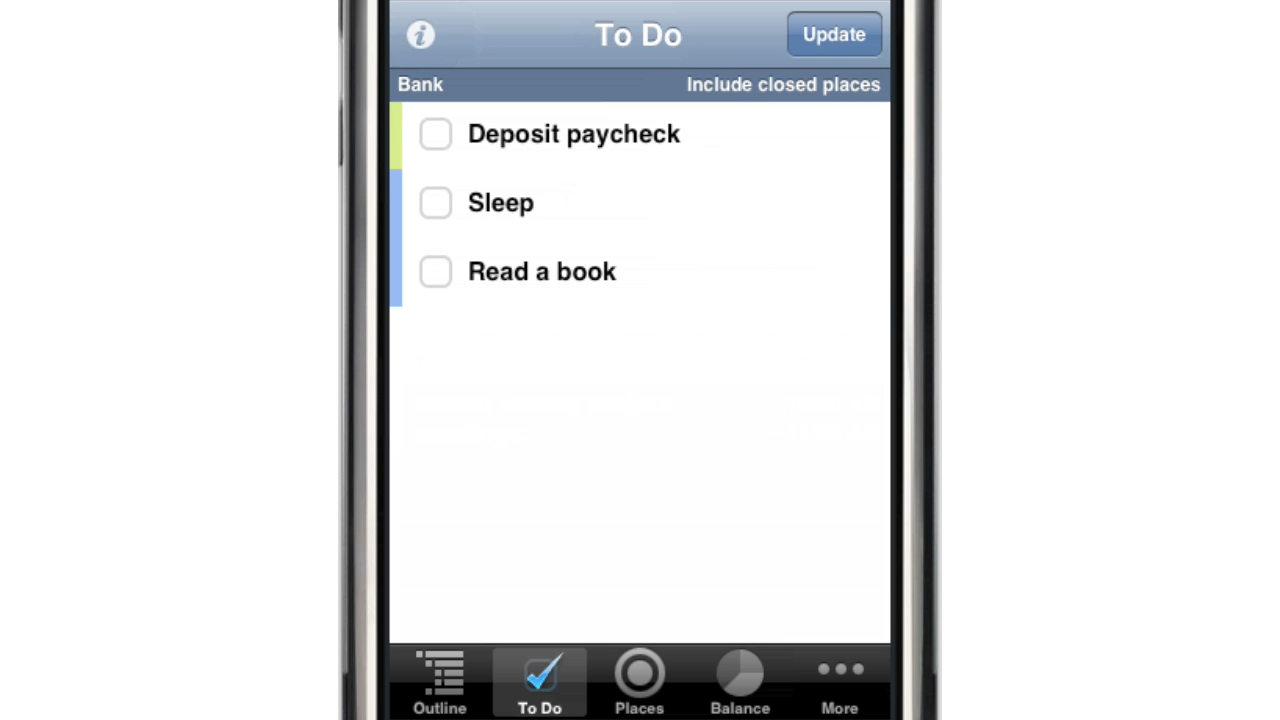 To Do
Update
Bank
Include closed places
Deposit paycheck
Sleep
Read a book
Outline
To Do
Places
Balance
More